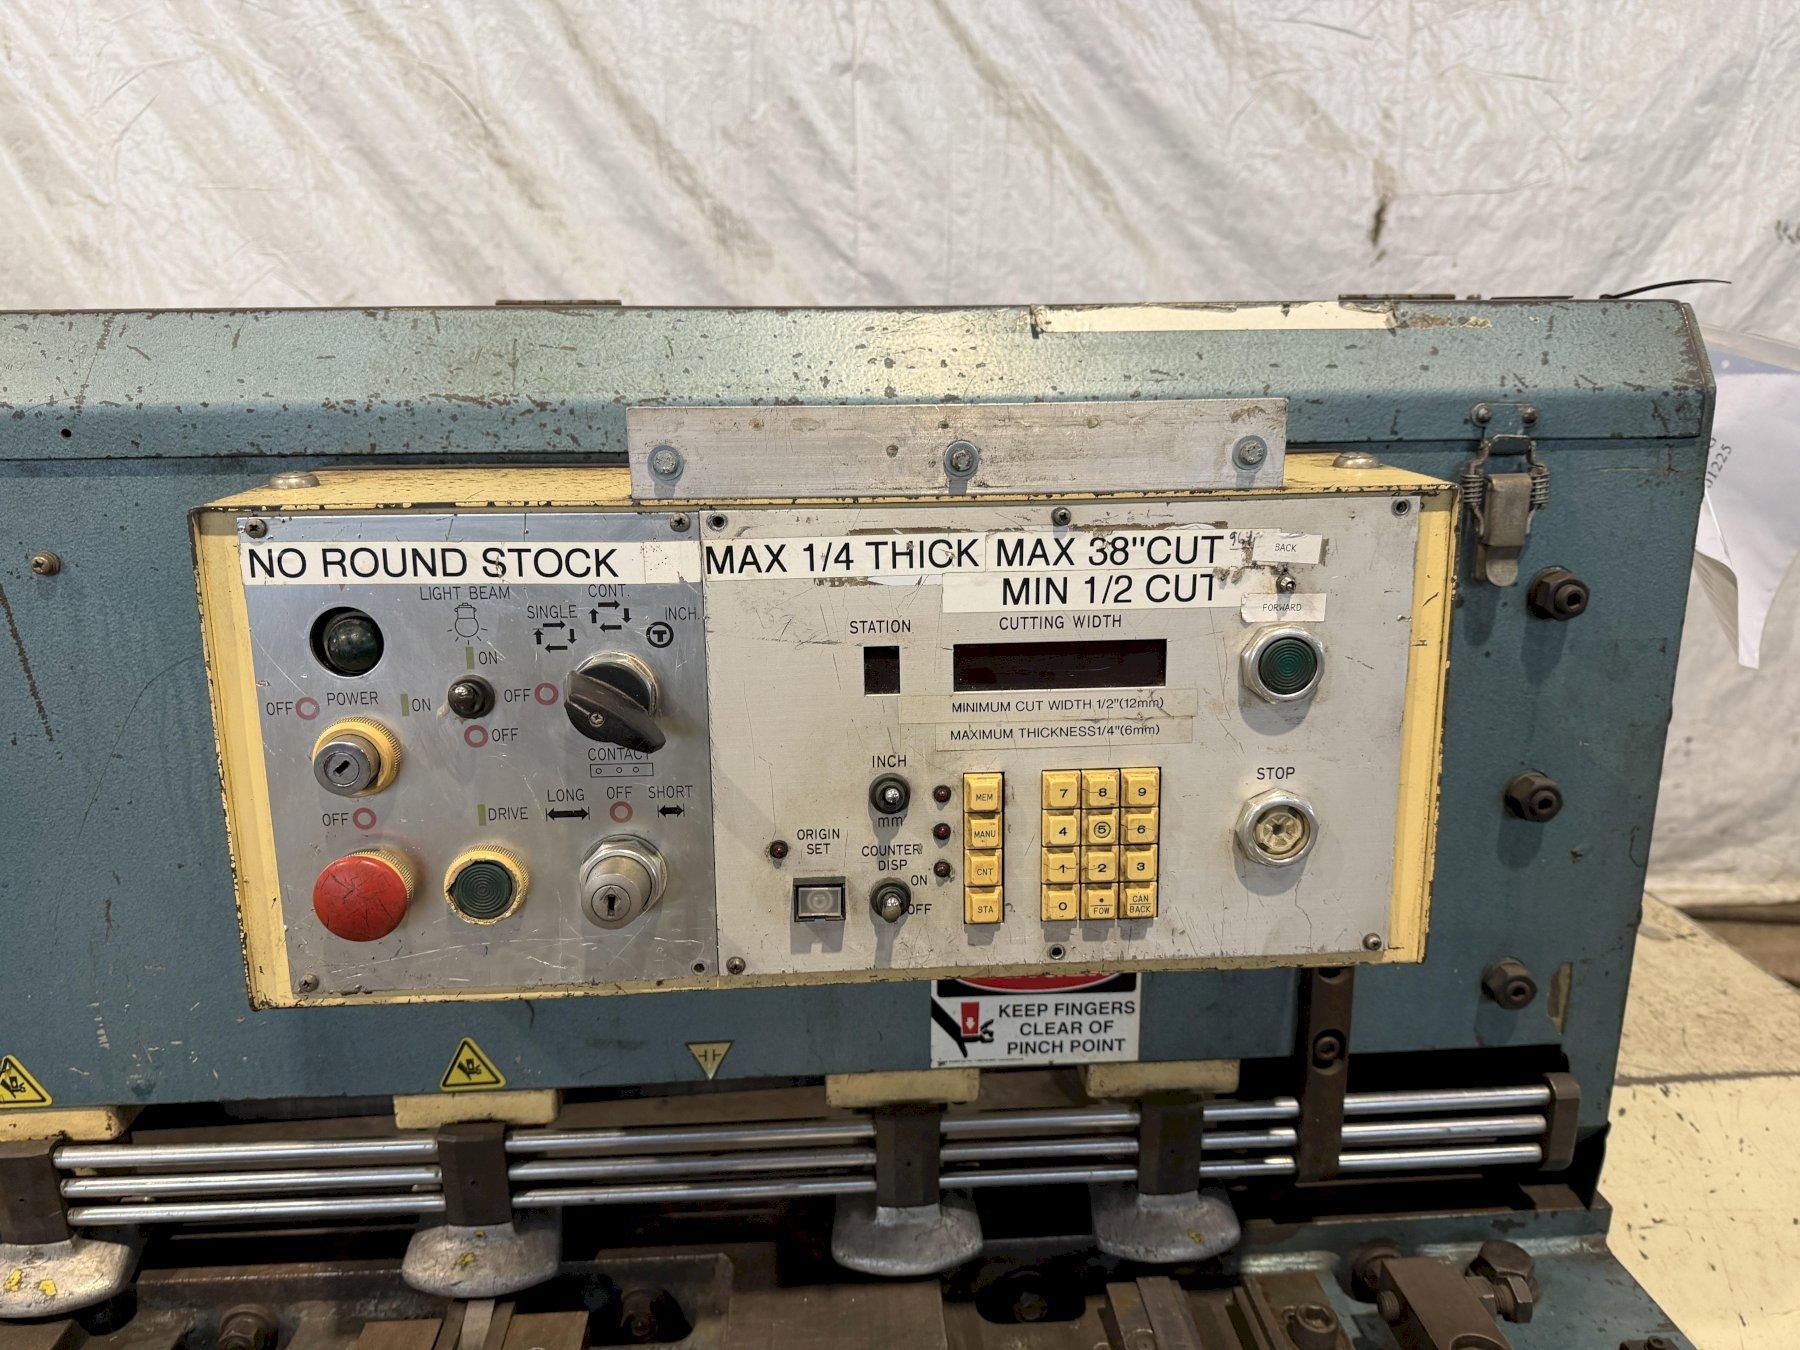 NO ROUND STOCK
MAX 1/4 THICK
MAX 38"CUT
MIN 1/2 CUT
BACK
FORWARD
LIGHT BEAM
ON
OFF
SINGLE
CONT.
INCH.
OFF
POWER
ON
OFF
CONTACT
OFF
DRIVE
LONG
OFF
SHORT
STATION
CUTTING WIDTH
MINIMUM CUT WIDTH 1/2"(12mm)
MAXIMUM THICKNESS1/4"(6mm)
INCH
mm
ORIGIN
SET
COUNTER
DISP
ON
OFF
MEM
MANU
CNT
STA
7 8 9
4 5 6
1 2 3
0 • FOW CAN BACK
STOP
KEEP FINGERS
CLEAR OF
PINCH POINT
01225